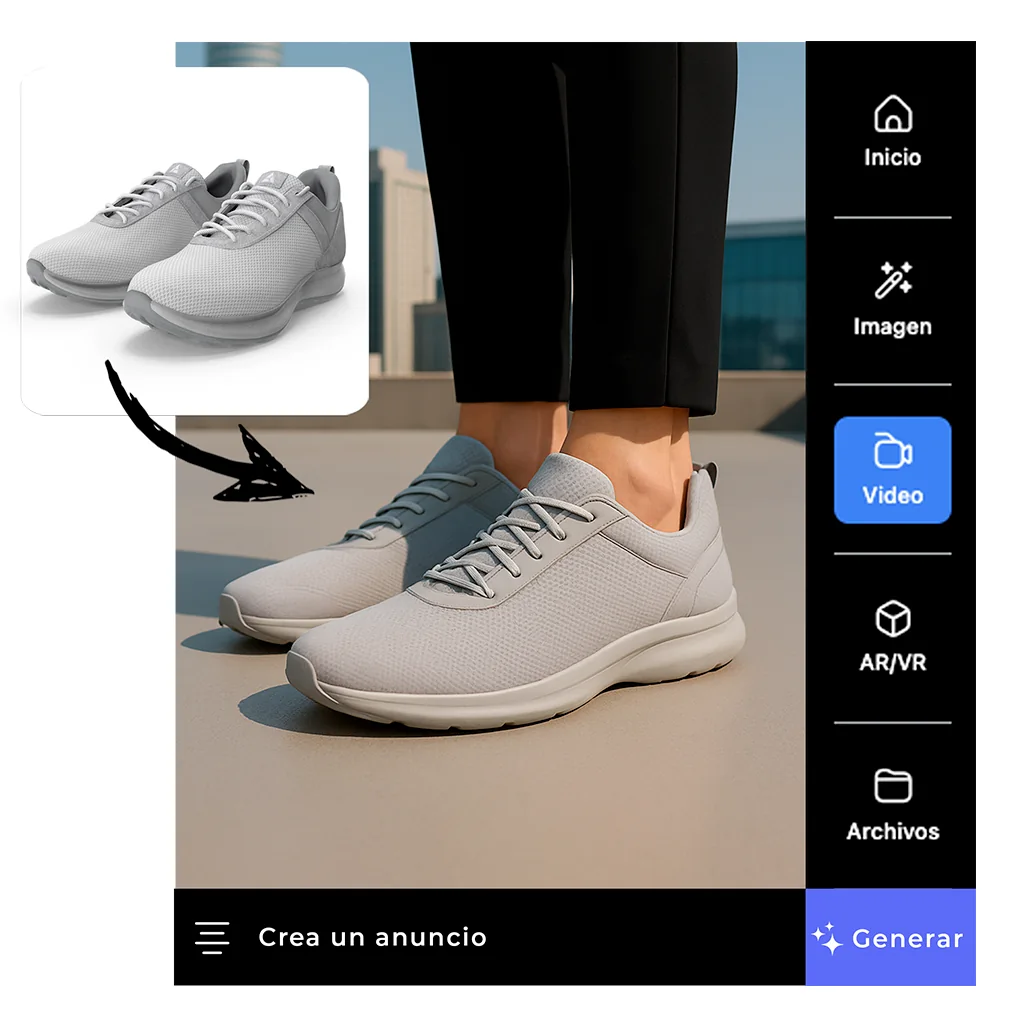 Inicio
Imagen
Video
AR/VR
Archivos
Crea un anuncio
Generar